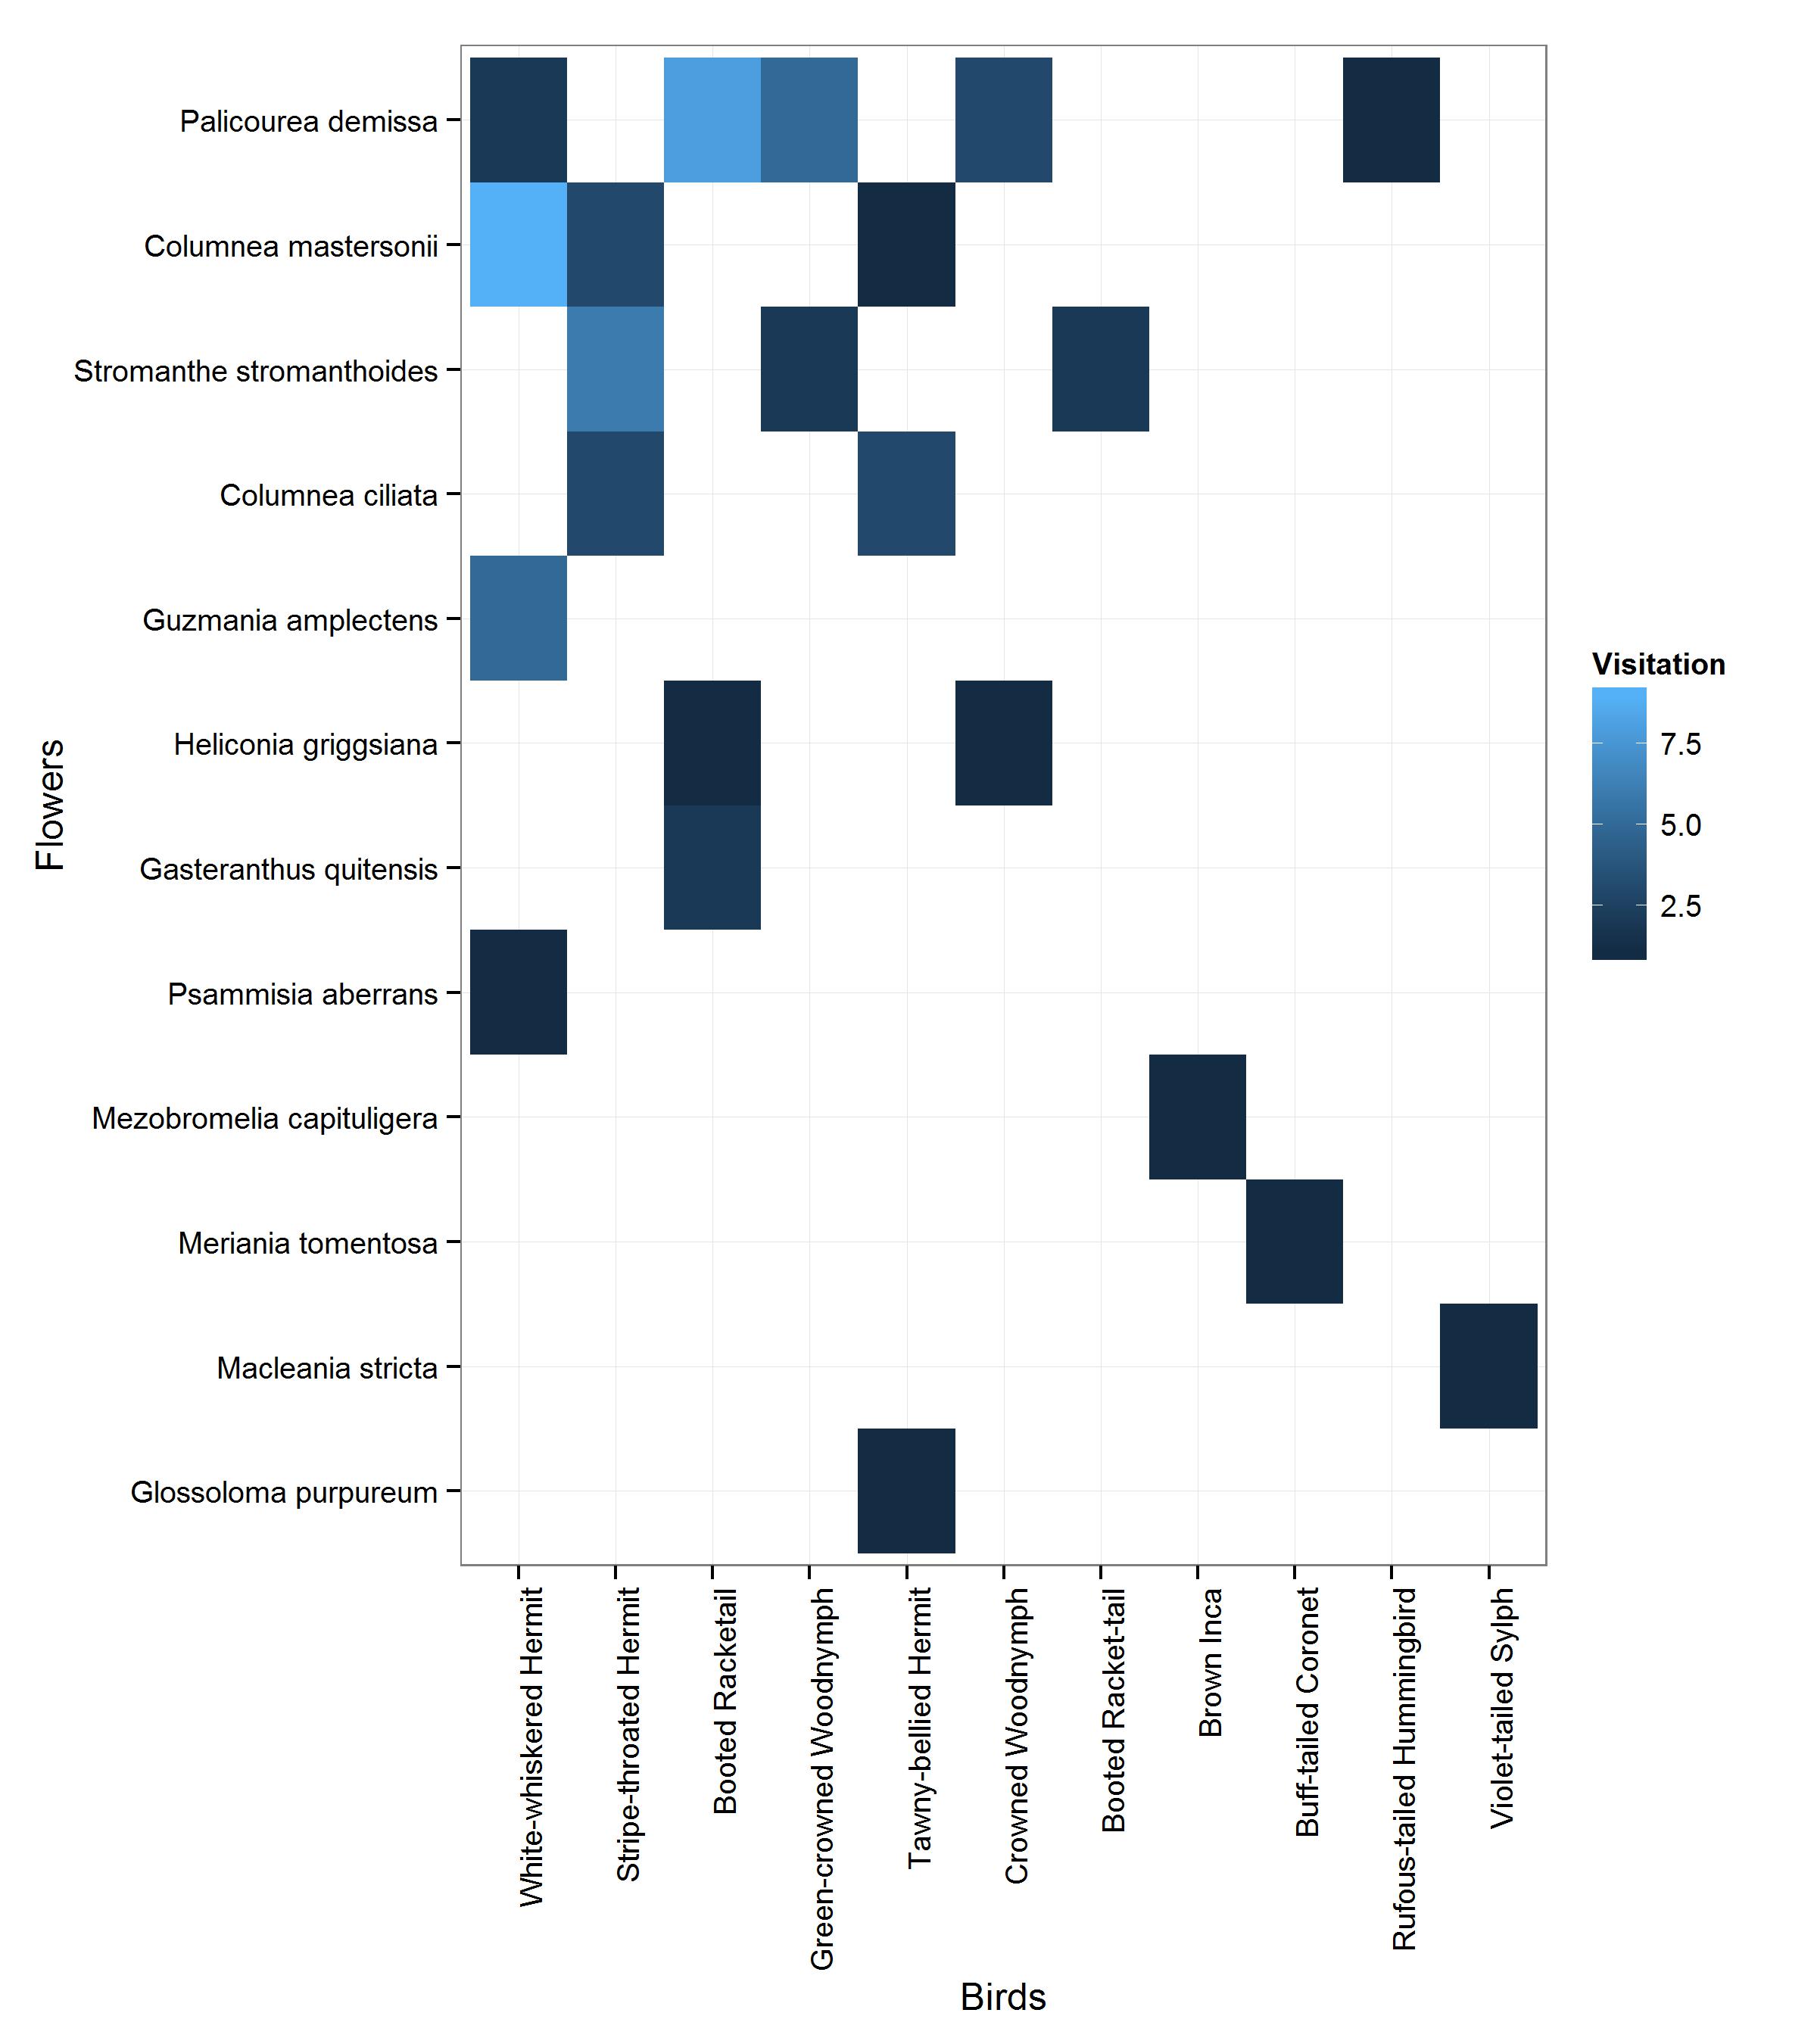 Palicourea demissa
Columnea mastersonii
Stromanthe stromanthoides
Columnea ciliata
Guzmania amplectens
Heliconia griggsiana
Gasteranthus quitensis
Psammisia aberrans
Mezobromelia capituligera
Meriania tomentosa
Macleania stricta
Glossoloma purpureum
Flowers
White-whiskered Hermit
Stripe-throated Hermit
Booted Racketail
Green-crowned Woodnymph
Tawny-bellied Hermit
Crowned Woodnymph
Booted Racket-tail
Brown Inca
Buff-tailed Coronet
Rufous-tailed Hummingbird
Violet-tailed Sylph
Birds
Visitation
7.5
5.0
2.5